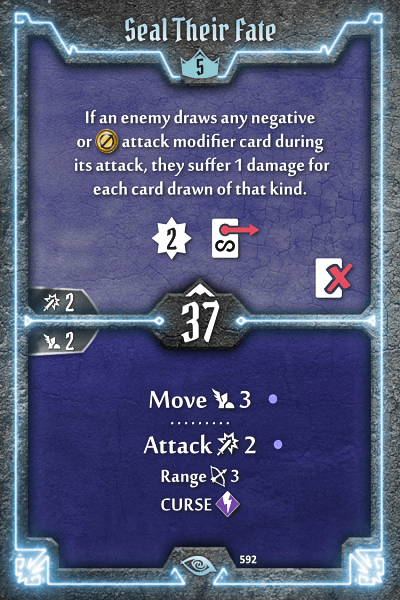 Seal Their Fate
5
If an enemy draws any negative
or attack modifier card during
its attack, they suffer 1 damage for
each card drawn of that kind.
2
2
37
2
Move 3
Attack 2
Range 3
CURSE
592